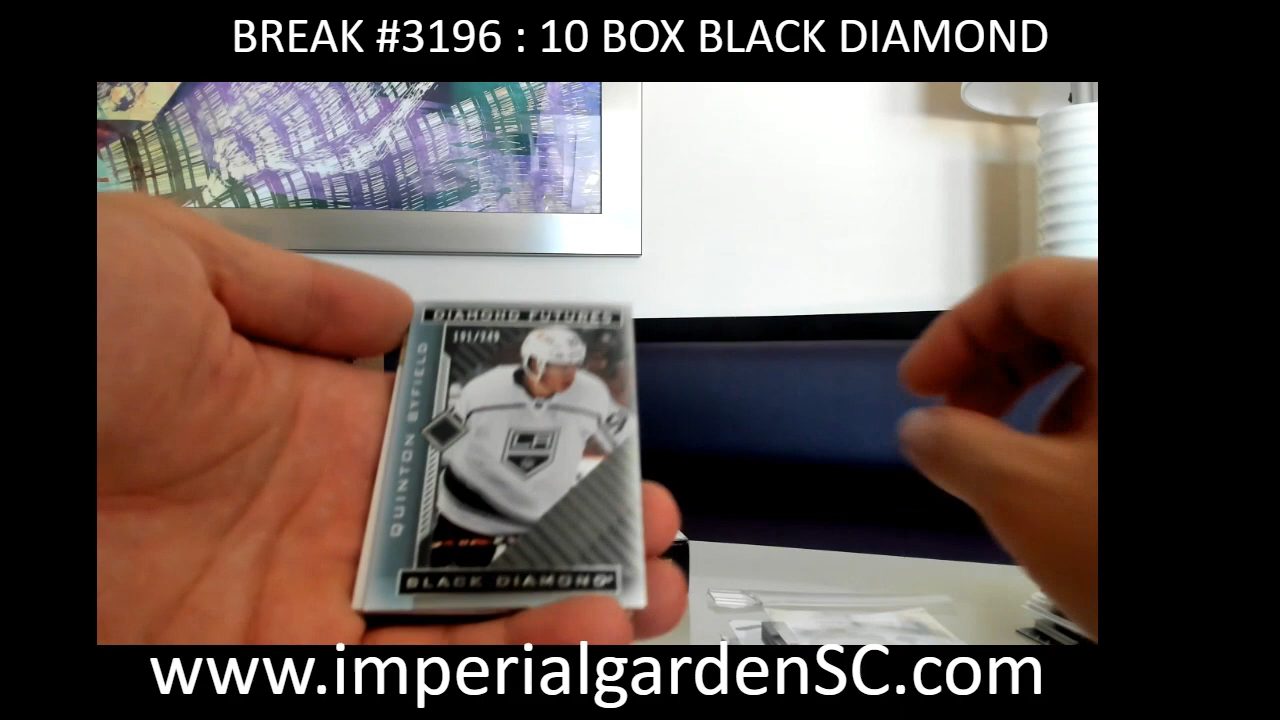 BREAK #3196 : 10 BOX BLACK DIAMOND
DIAMOND FUTURES
QUINTON BYFIELD
BLACK DIAMOND
www.imperialgardenSC.com